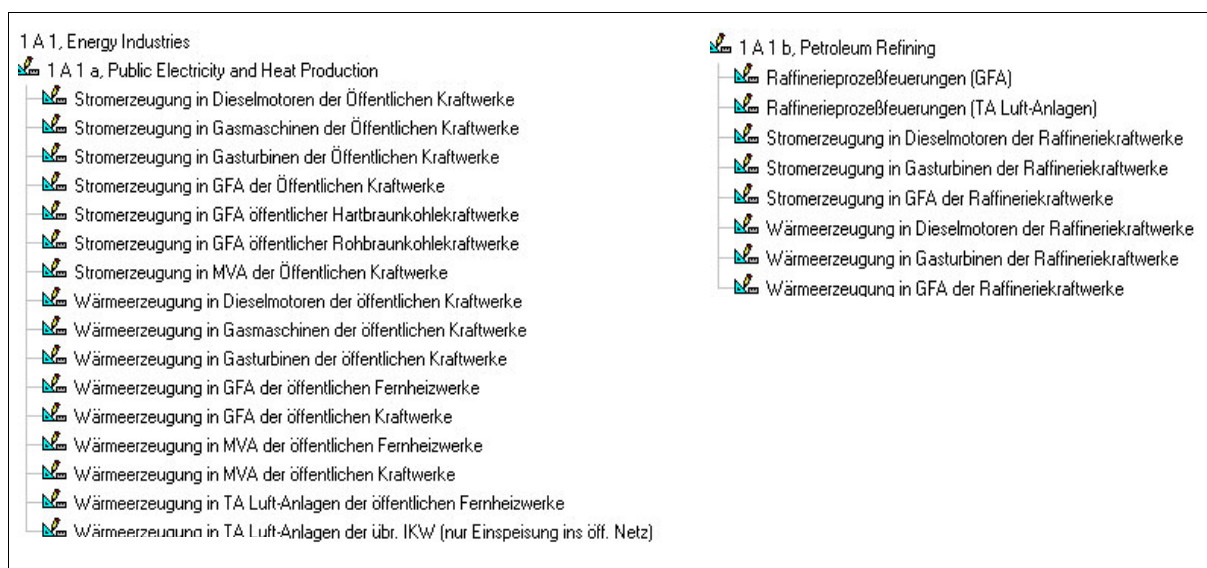 1 A 1, Energy Industries
1 A 1 a, Public Electricity and Heat Production
Stromerzeugung in Dieselmotoren der Öffentlichen Kraftwerke
Stromerzeugung in Gasmaschinen der Öffentlichen Kraftwerke
Stromerzeugung in Gasturbinen der Öffentlichen Kraftwerke
Stromerzeugung in GFA der Öffentlichen Kraftwerke
Stromerzeugung in GFA öffentlicher Hartbraunkohlekraftwerke
Stromerzeugung in GFA öffentlicher Rohbraunkohlekraftwerke
Stromerzeugung in MVA der Öffentlichen Kraftwerke
Wärmeerzeugung in Dieselmotoren der öffentlichen Kraftwerke
Wärmeerzeugung in Gasmaschinen der öffentlichen Kraftwerke
Wärmeerzeugung in Gasturbinen der öffentlichen Kraftwerke
Wärmeerzeugung in GFA der öffentlichen Fernheizwerke
Wärmeerzeugung in GFA der öffentlichen Kraftwerke
Wärmeerzeugung in MVA der öffentlichen Fernheizwerke
Wärmeerzeugung in MVA der öffentlichen Kraftwerke
Wärmeerzeugung in TA Luft-Anlagen der öffentlichen Fernheizwerke
Wärmeerzeugung in TA Luft-Anlagen der übr. IKW (nur Einspeisung ins öff. Netz)
1 A 1 b, Petroleum Refining
Raffinerieprozeßfeuerungen (GFA)
Raffinerieprozeßfeuerungen (TA Luft-Anlagen)
Stromerzeugung in Dieselmotoren der Raffineriekraftwerke
Stromerzeugung in Gasturbinen der Raffineriekraftwerke
Stromerzeugung in GFA der Raffineriekraftwerke
Wärmeerzeugung in Dieselmotoren der Raffineriekraftwerke
Wärmeerzeugung in Gasturbinen der Raffineriekraftwerke
Wärmeerzeugung in GFA der Raffineriekraftwerke